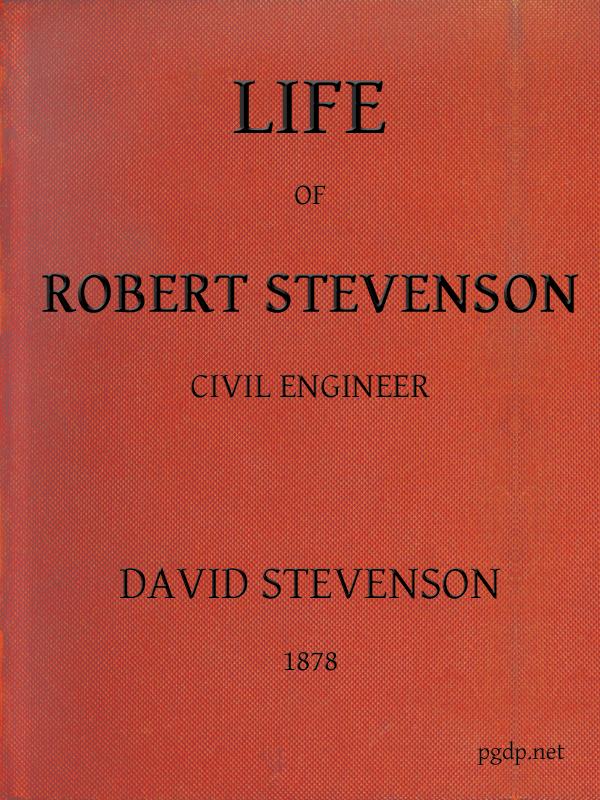 LIFE
OF
ROBERT STEVENSON
CIVIL ENGINEER
DAVID STEVENSON
1878
pgdp.net